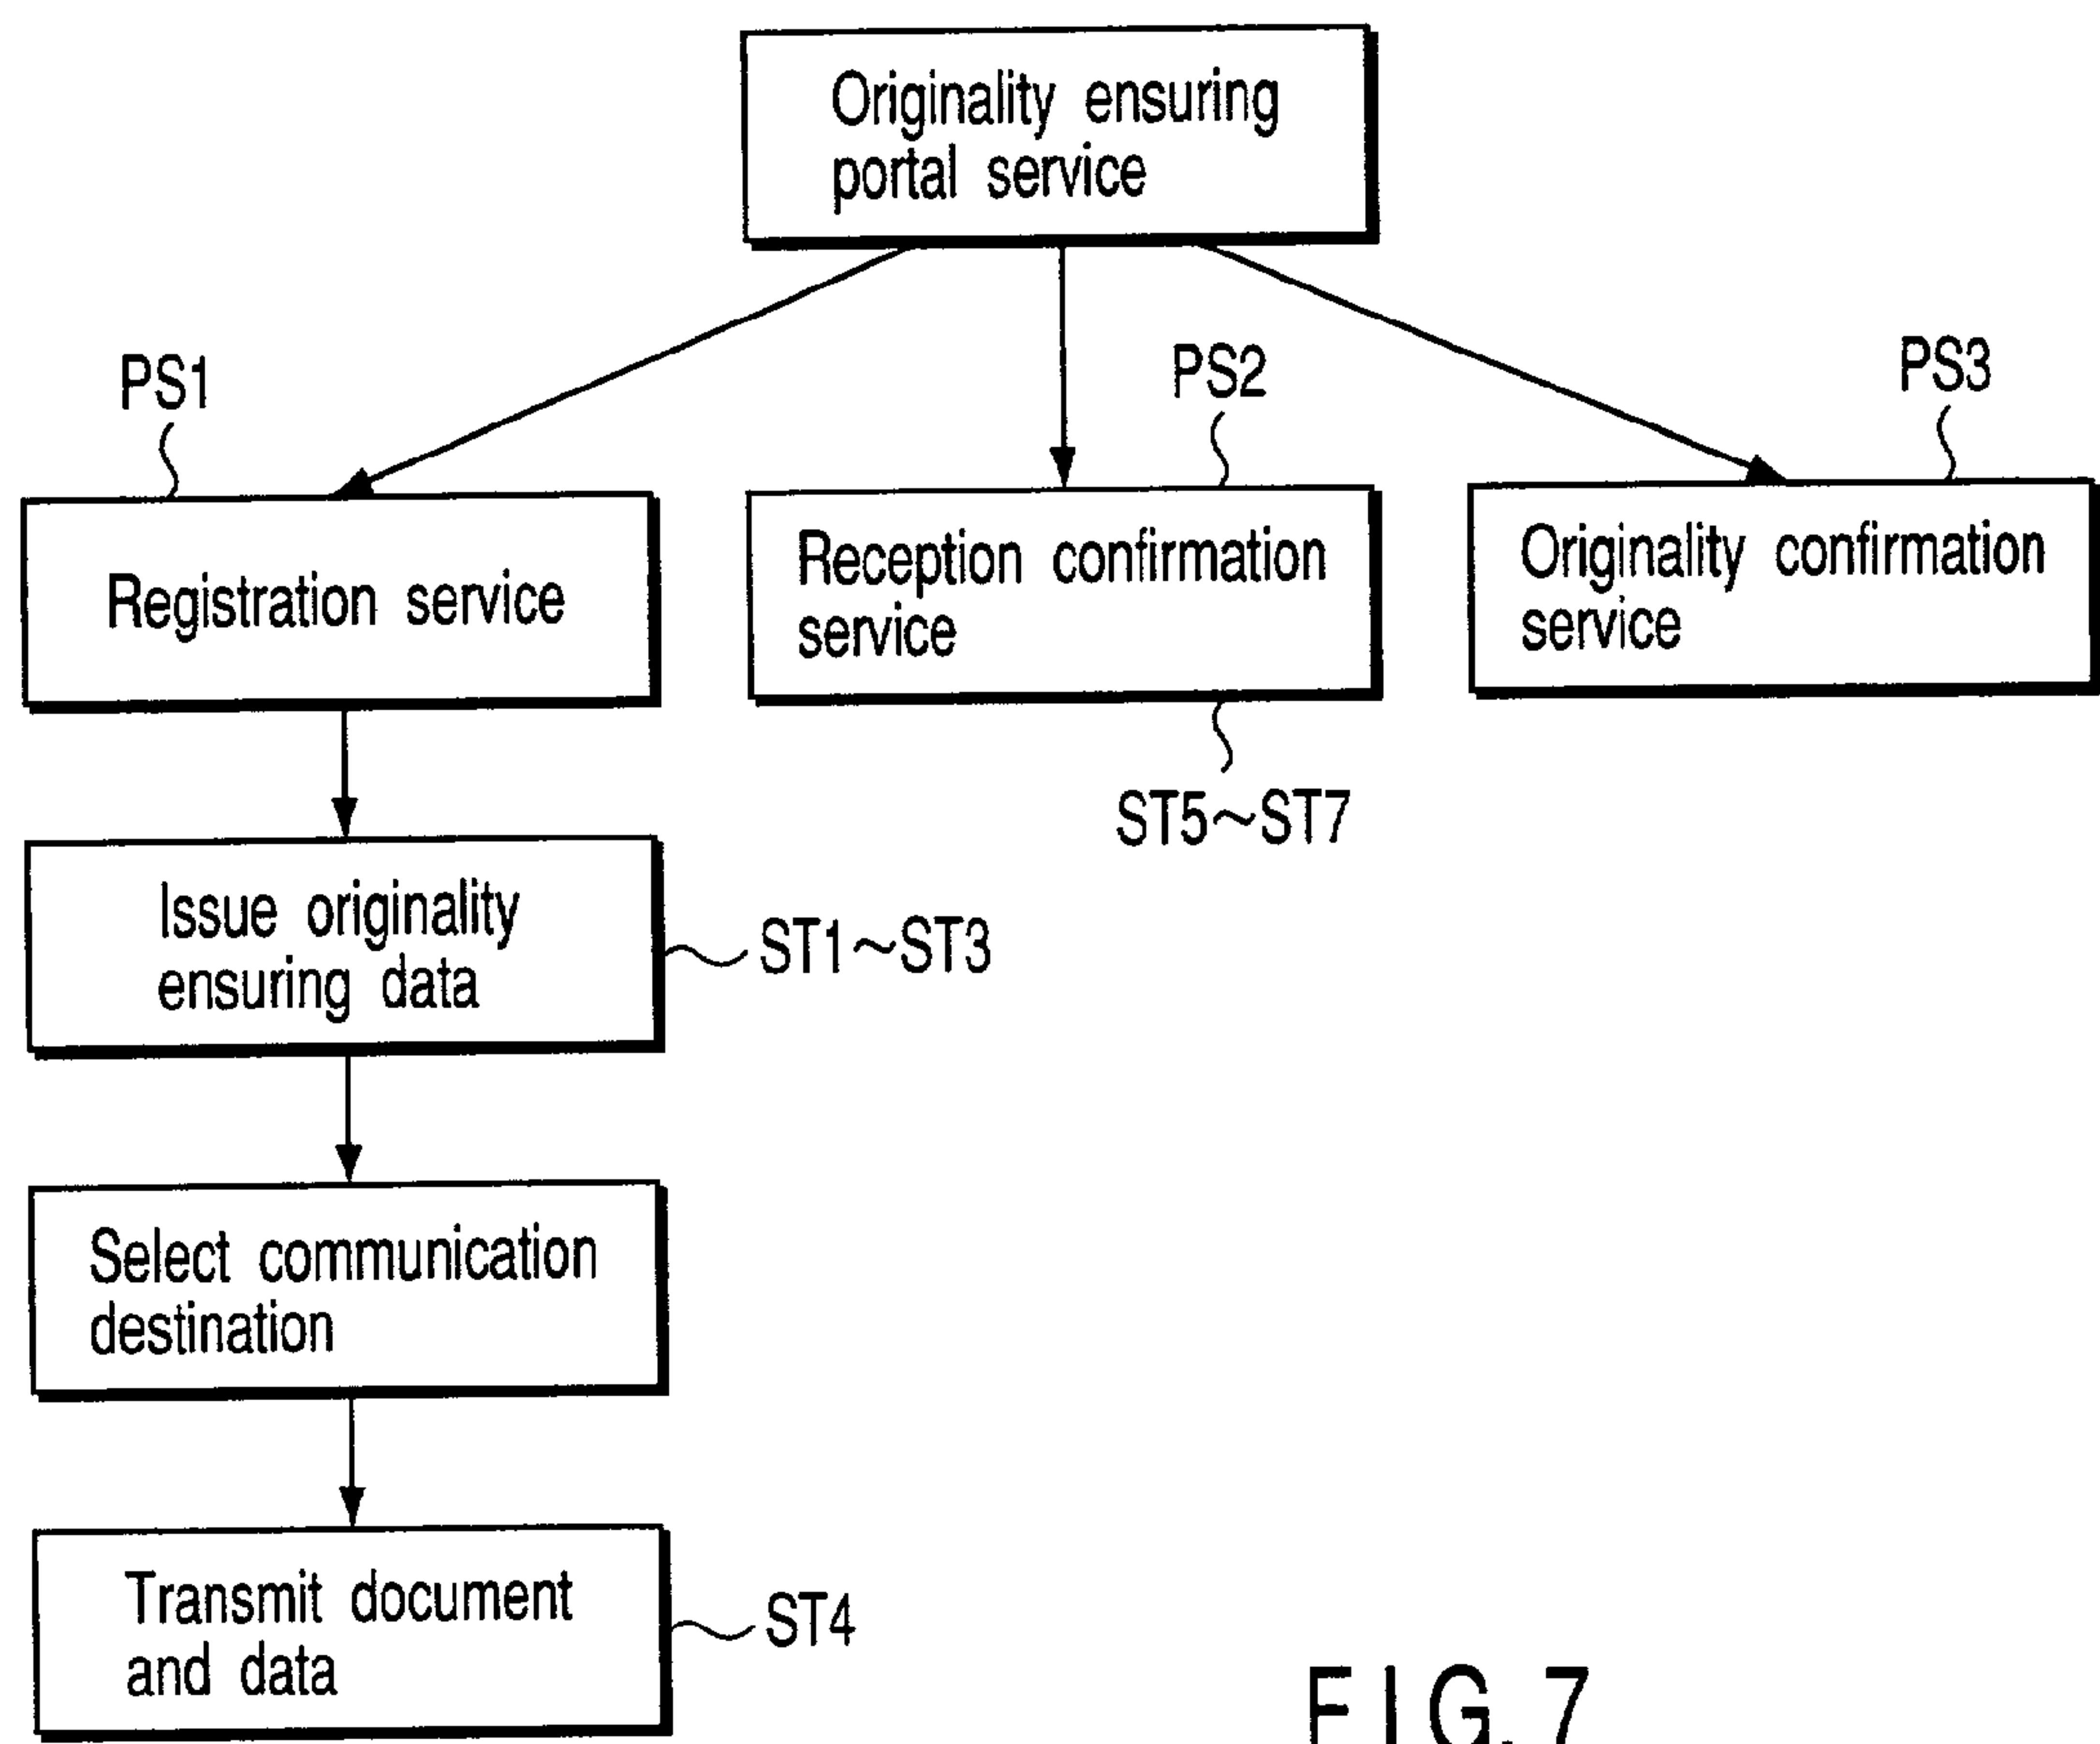 Originality ensuring
portal service
PS1
PS2
PS3
Registration service
Reception confirmation
service
Originality confirmation
service
ST5~ST7
Issue originality
ensuring data
ST1~ST3
Select communication
destination
Transmit document
and data
ST4
FIG. 7